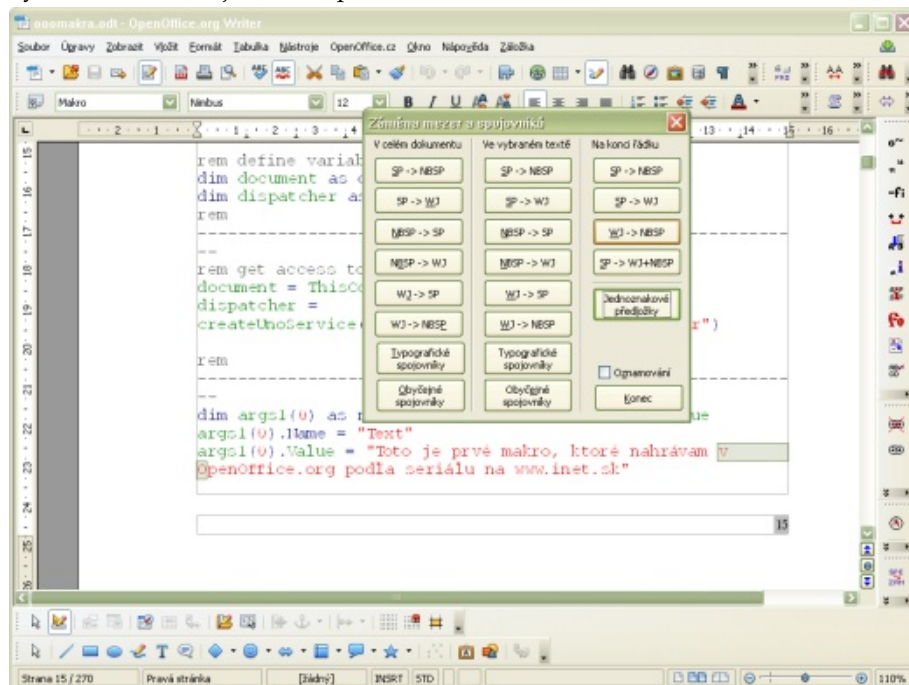 ooomakra.odt - OpenOffice.org Writer
Soubor Úpravy Zobrazit Vložit Formát Tabulka Nástroje OpenOffice.cz Okno Nápověda Záložka
Makro Nimbus 12
Záměna mezer a spojovníků
V celém dokumentu Ve vybraném textě Na konci řádku
SP -> NBSP SP -> NBSP SP -> NBSP
SP -> WJ SP -> WJ SP -> WJ
NBSP -> SP NBSP -> SP WJ -> NBSP
NBSP -> WJ NBSP -> WJ SP -> WJ+NBSP
WJ -> SP WJ -> SP Jednoznakové předložky
WJ -> NBSP WJ -> NBSP
Typografické spojovníky Typografické spojovníky Oznamování
Obyčejné spojovníky Obyčejné spojovníky Konec
rem define variab
dim document as
dim dispatcher as
rem
--
rem get access to
document =
dispatcher =
createUnoService( r")
rem
--
dim args1(0) as ue
args1(0).Name = "Text"
args1(0).Value = "Toto je prvé makro, ktoré nahrávam v
OpenOffice.org podľa seriálu na www.inet.sk"
15
Strana 15 / 270 Pravá stránka [žádný] INSRT STD 110%